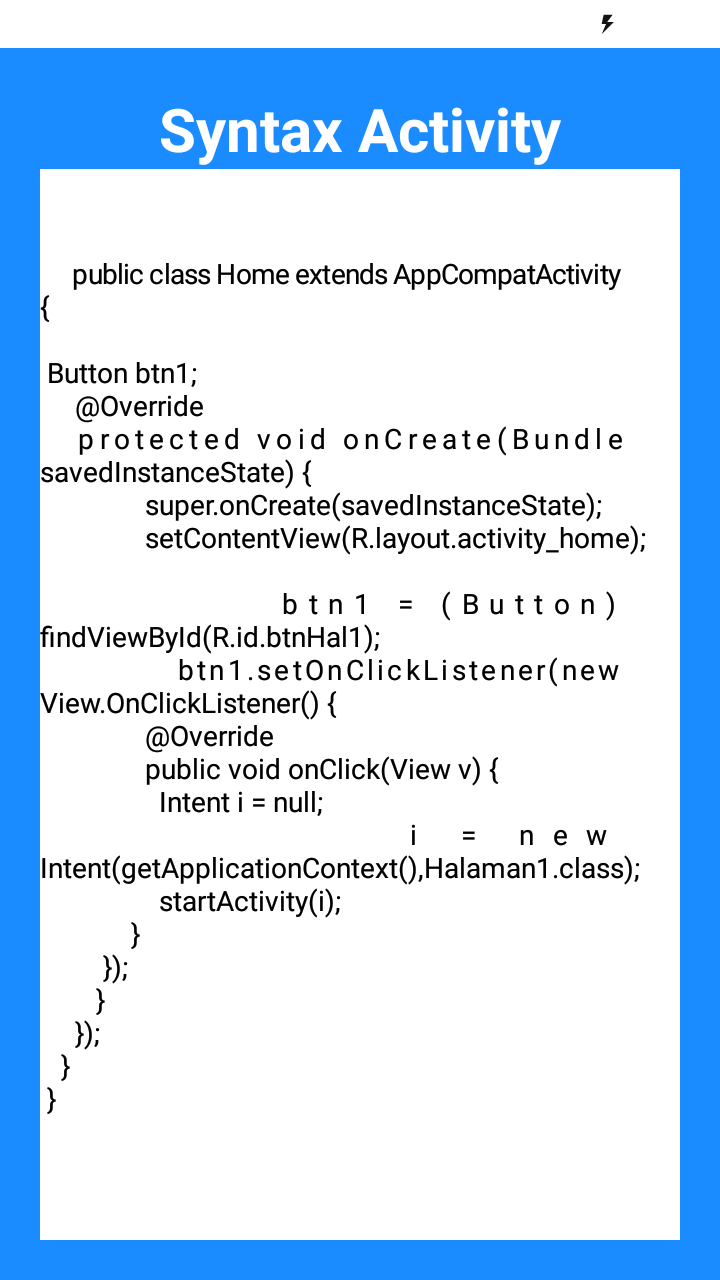 Syntax Activity
public class Home extends AppCompatActivity
{
Button btn1;
@Override
protected void onCreate(Bundle
savedInstanceState) {
super.onCreate(savedInstanceState);
setContentView(R.layout.activity_home);
btn1 = (Button)
findViewById(R.id.btnHal1);
btn1.setOnClickListener(new
View.OnClickListener() {
@Override
public void onClick(View v) {
Intent i = null;
i = new
Intent(getApplicationContext(),Halaman1.class);
startActivity(i);
}
});
}
});
}
}